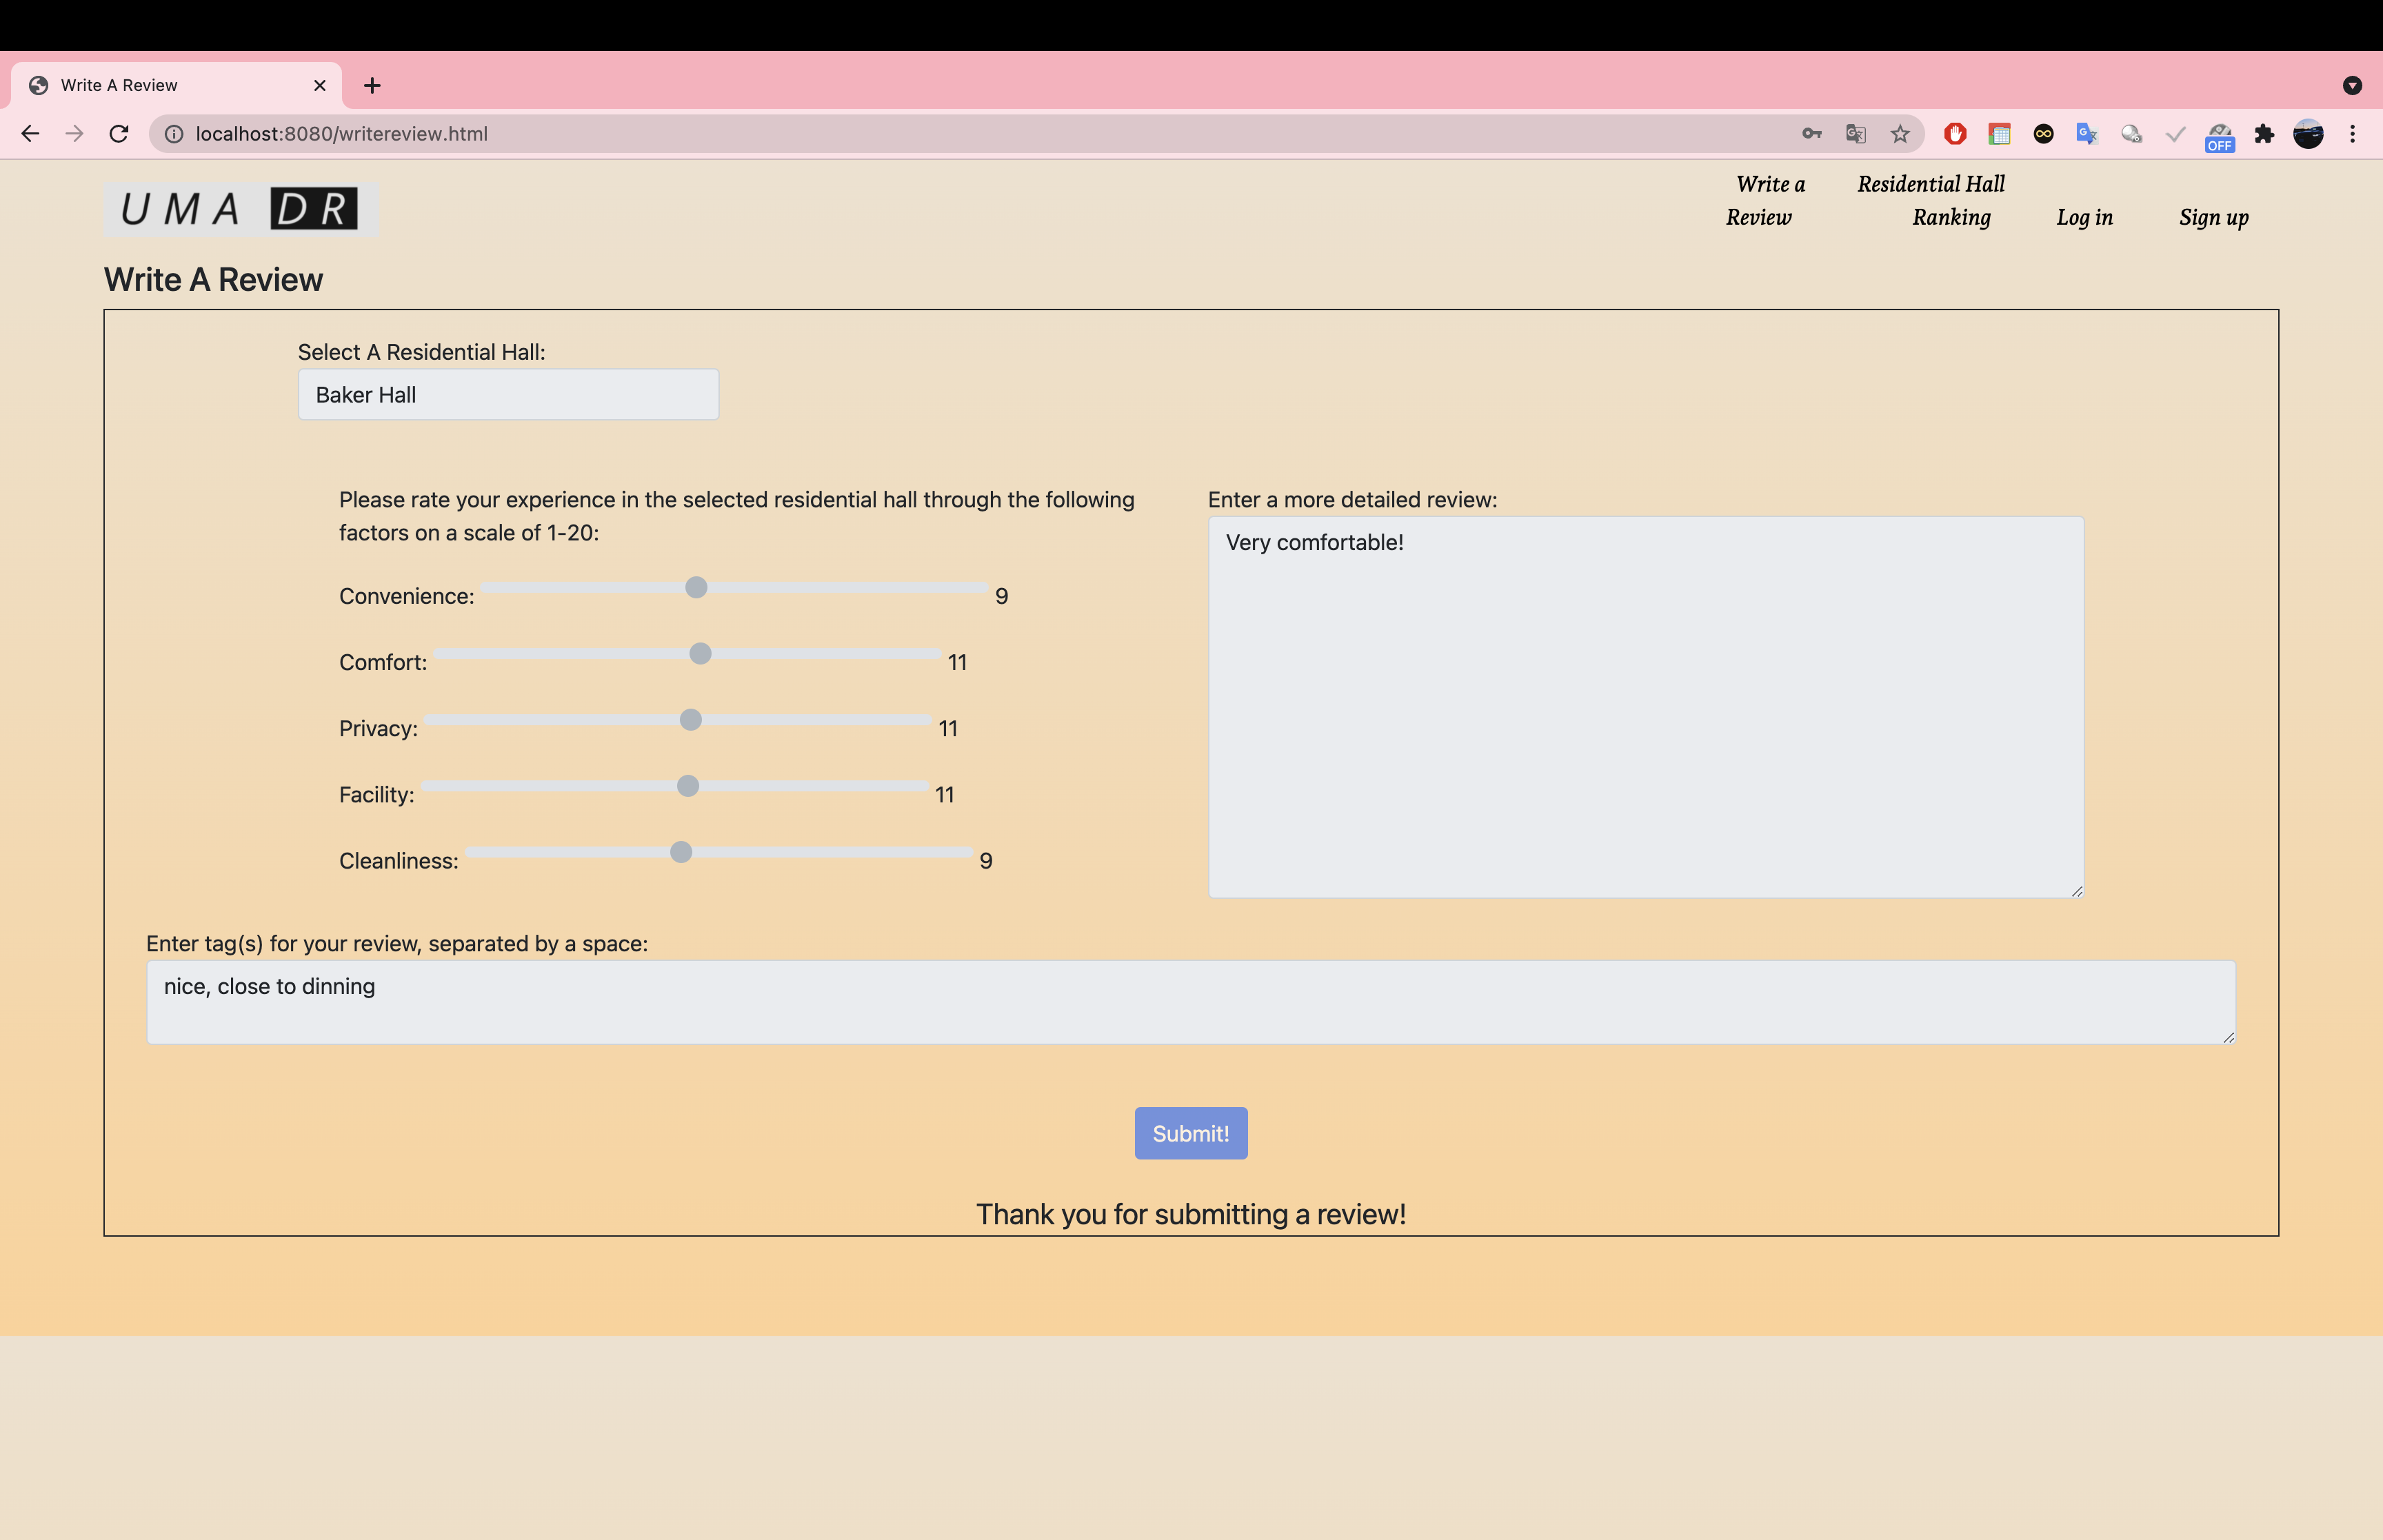 Write A Review
localhost:8080/writereview.html
OFF
UMA DR
Write a Review
Residential Hall Ranking
Log in
Sign up
Write A Review
Select A Residential Hall:
Baker Hall
Please rate your experience in the selected residential hall through the following
factors on a scale of 1-20:
Convenience: 9
Comfort: 11
Privacy: 11
Facility: 11
Cleanliness: 9
Enter a more detailed review:
Very comfortable!
Enter tag(s) for your review, separated by a space:
nice, close to dinning
Submit!
Thank you for submitting a review!